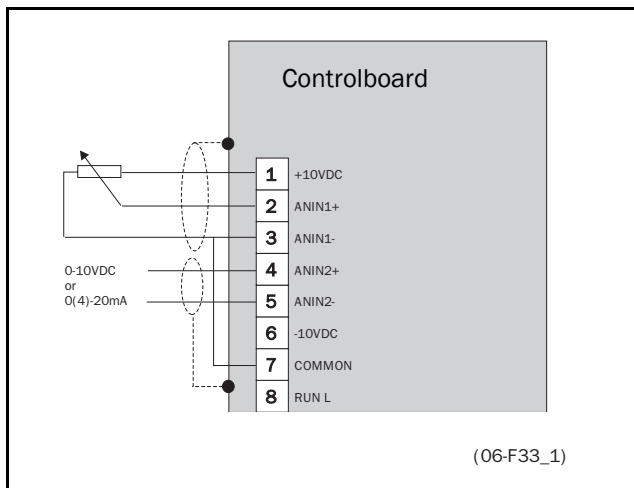 Controlboard
1 +10VDC
2 ANIN1+
3 ANIN1-
0-10VDC
or
0(4)-20mA
4 ANIN2+
5 ANIN2-
6 -10VDC
7 COMMON
8 RUN L
(06-F33_1)